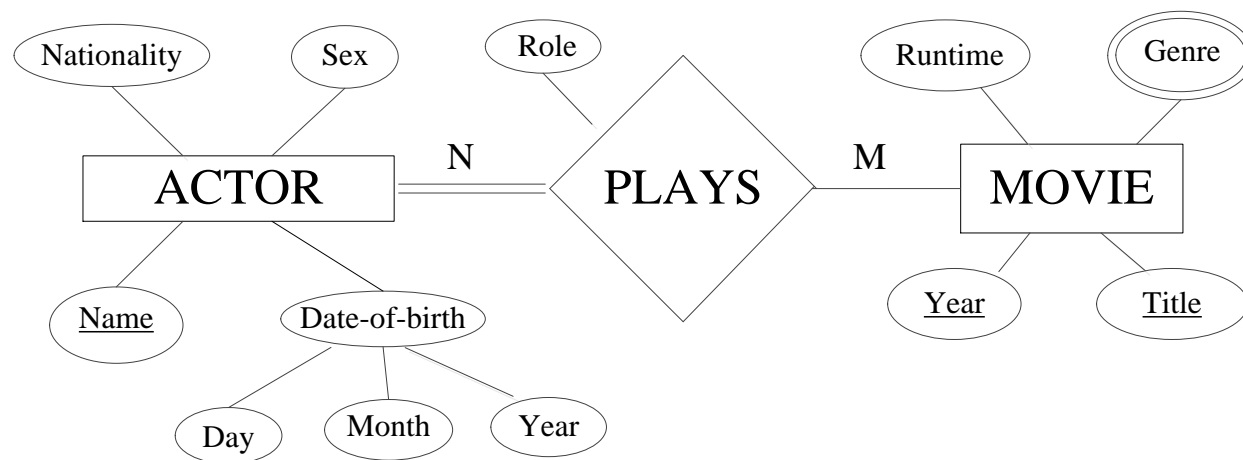 Nationality
Sex
Role
Runtime
Genre
ACTOR
N
PLAYS
M
MOVIE
Name
Date-of-birth
Year
Title
Day
Month
Year